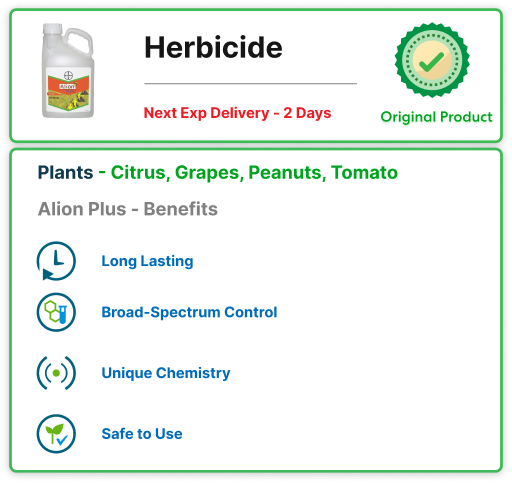 Herbicide
Alion
Next Exp Delivery - 2 Days
Original Product
Plants - Citrus, Grapes, Peanuts, Tomato
Alion Plus - Benefits
Long Lasting
Broad-Spectrum Control
Unique Chemistry
Safe to Use